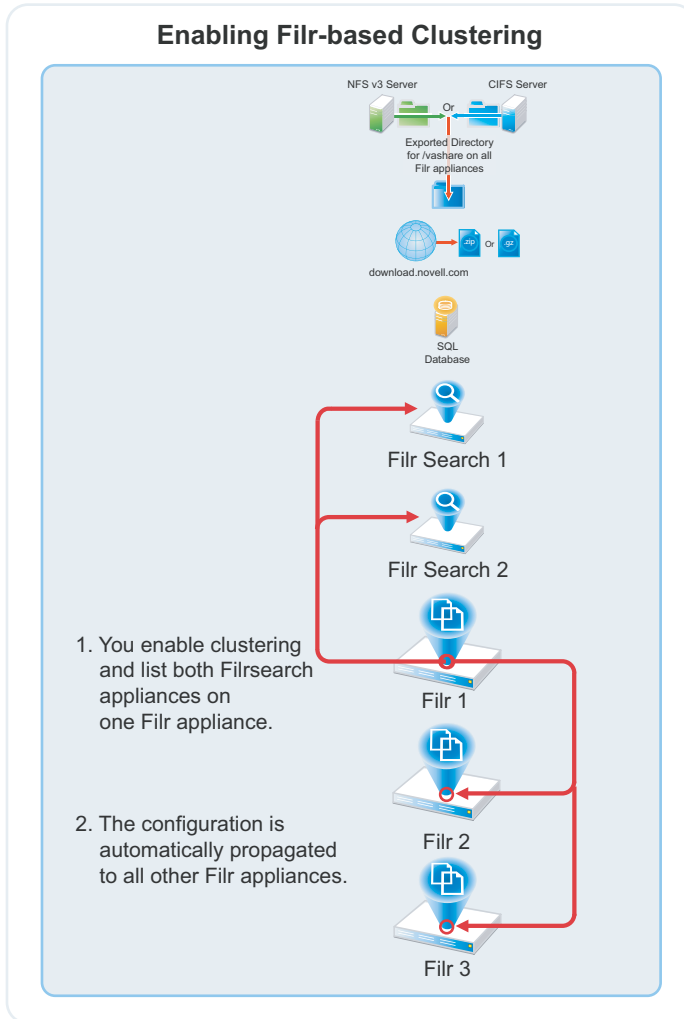 Enabling Filr-based Clustering
NFS v3 Server
CIFS Server
Or
Exported Directory
for /vashare on all
Filr appliances
.zip
Or
.gz
download.novell.com
SQL
Database
Filr Search 1
Filr Search 2
1. You enable clustering
and list both Filrsearch
appliances on
one Filr appliance.
Filr 1
Filr 2
2. The configuration is
automatically propagated
to all other Filr appliances.
Filr 3